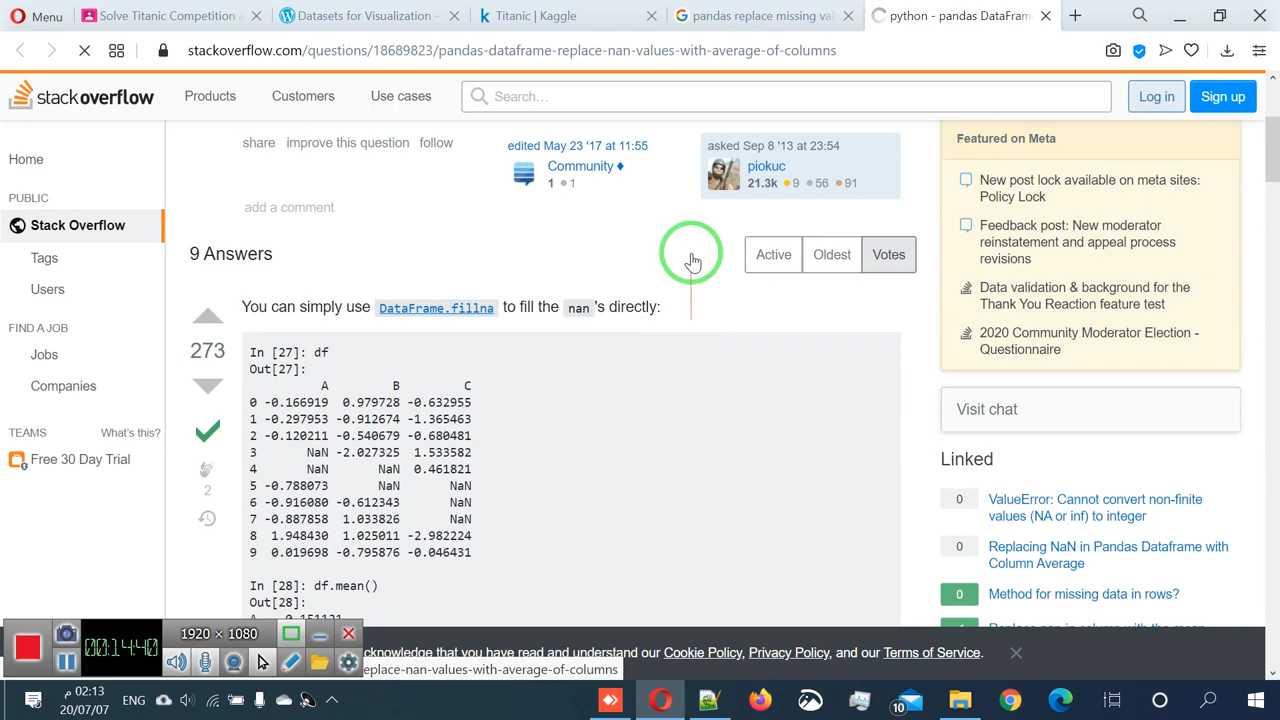 Menu
Solve Titanic Competition a
Datasets for Visualization –
Titanic | Kaggle
pandas replace missing val
python - pandas DataFram
stackoverflow.com/questions/18689823/pandas-dataframe-replace-nan-values-with-average-of-columns
stackoverflow
Products
Customers
Use cases
Search...
Log in
Sign up
Home
PUBLIC
Stack Overflow
Tags
Users
FIND A JOB
Jobs
Companies
TEAMS
What's this?
Free 30 Day Trial
share improve this question follow
edited May 23 '17 at 11:55
Community ♦
1 1
asked Sep 8 '13 at 23:54
piokuc
21.3k 9 56 91
add a comment
9 Answers
Active
Oldest
Votes
273
2
You can simply use DataFrame.fillna to fill the nan's directly:
In [27]: df
Out[27]:
A B C
0 -0.166919 0.979728 -0.632955
1 -0.297953 -0.912674 -1.365463
2 -0.120211 -0.540679 -0.680481
3 NaN -2.027325 1.533582
4 NaN NaN 0.461821
5 -0.788073 NaN NaN
6 -0.916080 -0.612343 NaN
7 -0.887858 1.033826 NaN
8 1.948430 1.025011 -2.982224
9 0.019698 -0.795876 -0.046431
In [28]: df.mean()
Out[28]:
Featured on Meta
New post lock available on meta sites:
Policy Lock
Feedback post: New moderator
reinstatement and appeal process
revisions
Data validation & background for the
Thank You Reaction feature test
2020 Community Moderator Election -
Questionnaire
Visit chat
Linked
0 ValueError: Cannot convert non-finite
values (NA or inf) to integer
0 Replacing NaN in Pandas Dataframe with
Column Average
0 Method for missing data in rows?
cknowledge that you have read and understand our Cookie Policy, Privacy Policy, and our Terms of Service.
replace-nan-values-with-average-of-columns
00:14:40
1920 × 1080
02:13 م
20/07/07
ENG
10